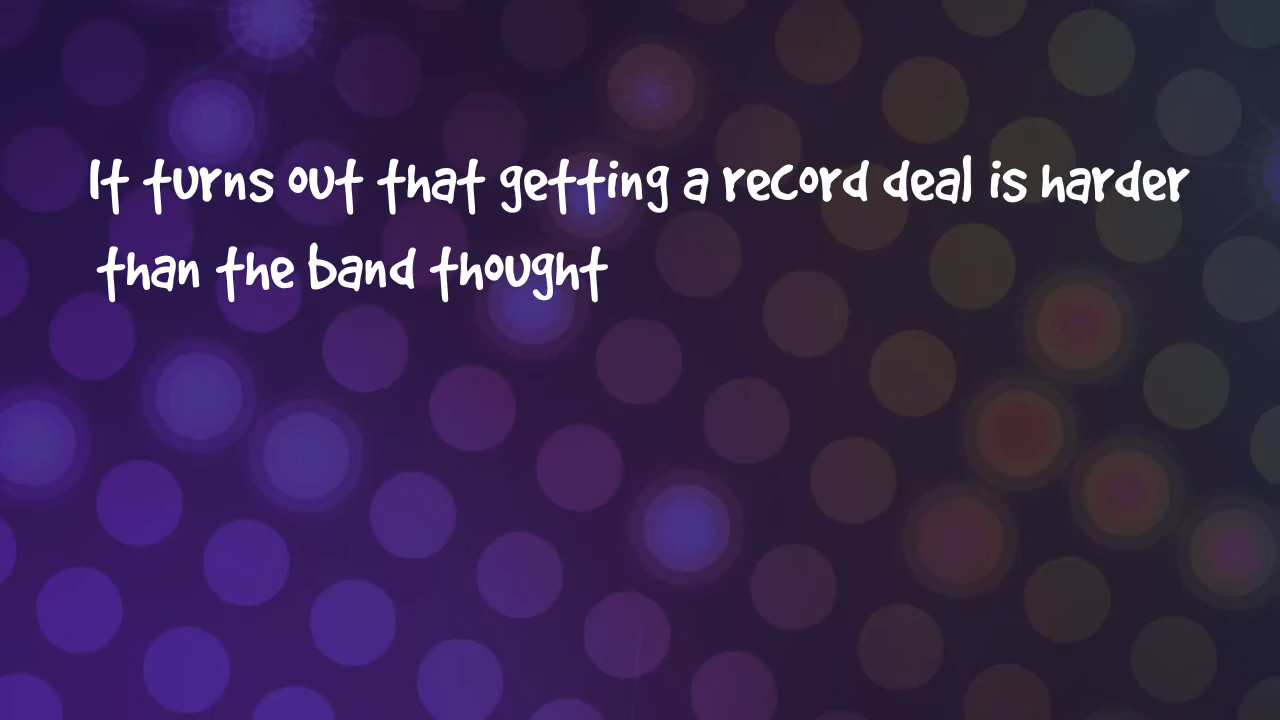 It turns out that getting a record deal is harder
than the band thought